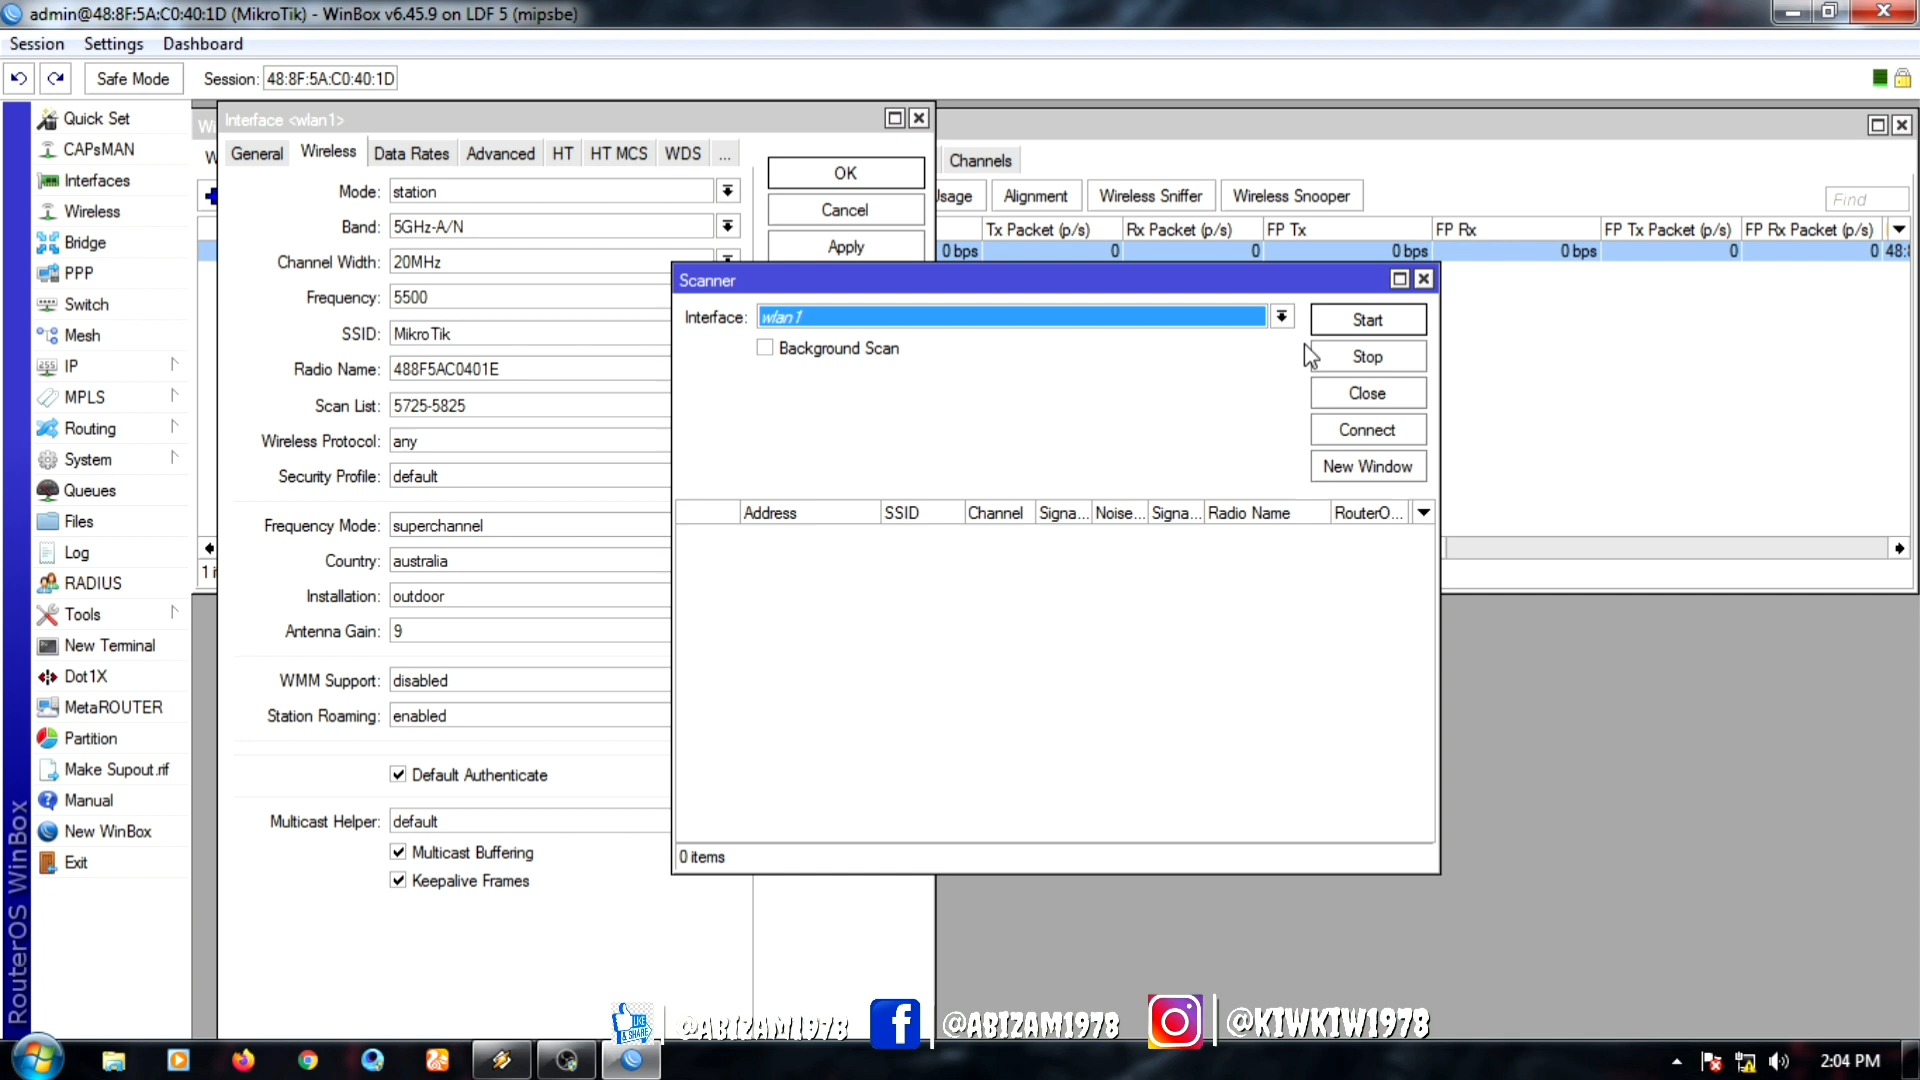 admin@48:8F:5A:C0:40:1D (MikroTik) - WinBox v6.45.9 on LDF 5 (mipsbe)
Session Settings Dashboard
Safe Mode Session: 48:8F:5A:C0:40:1D
Quick Set
CAPsMAN
Interfaces
Wireless
Bridge
PPP
Switch
Mesh
IP
MPLS
Routing
System
Queues
Files
Log
RADIUS
Tools
New Terminal
Dot1X
MetaROUTER
Partition
Make Supout.rif
Manual
New WinBox
Exit
RouterOS WinBox
Interface <wlan1>
General Wireless Data Rates Advanced HT HT MCS WDS ...
Mode: station
Band: 5GHz-A/N
Channel Width: 20MHz
Frequency: 5500
SSID: MikroTik
Radio Name: 488F5AC0401E
Scan List: 5725-5825
Wireless Protocol: any
Security Profile: default
Frequency Mode: superchannel
Country: australia
Installation: outdoor
Antenna Gain: 9
WMM Support: disabled
Station Roaming: enabled
Default Authenticate
Multicast Helper: default
Multicast Buffering
Keepalive Frames
OK
Cancel
Apply
Channels
Alignment Wireless Sniffer Wireless Snooper Find
Tx Packet (p/s) Rx Packet (p/s) FP Tx FP Rx FP Tx Packet (p/s) FP Rx Packet (p/s)
0 bps 0 0 0 bps 0 bps 0 0 48:
Scanner
Interface: wlan1
Background Scan
Start
Stop
Close
Connect
New Window
Address SSID Channel Signa... Noise... Signa... Radio Name RouterO...
0 items
LIKE & SHARE @ABIZAM1978 @ABIZAM1978 @KIWKIW1978
2:04 PM